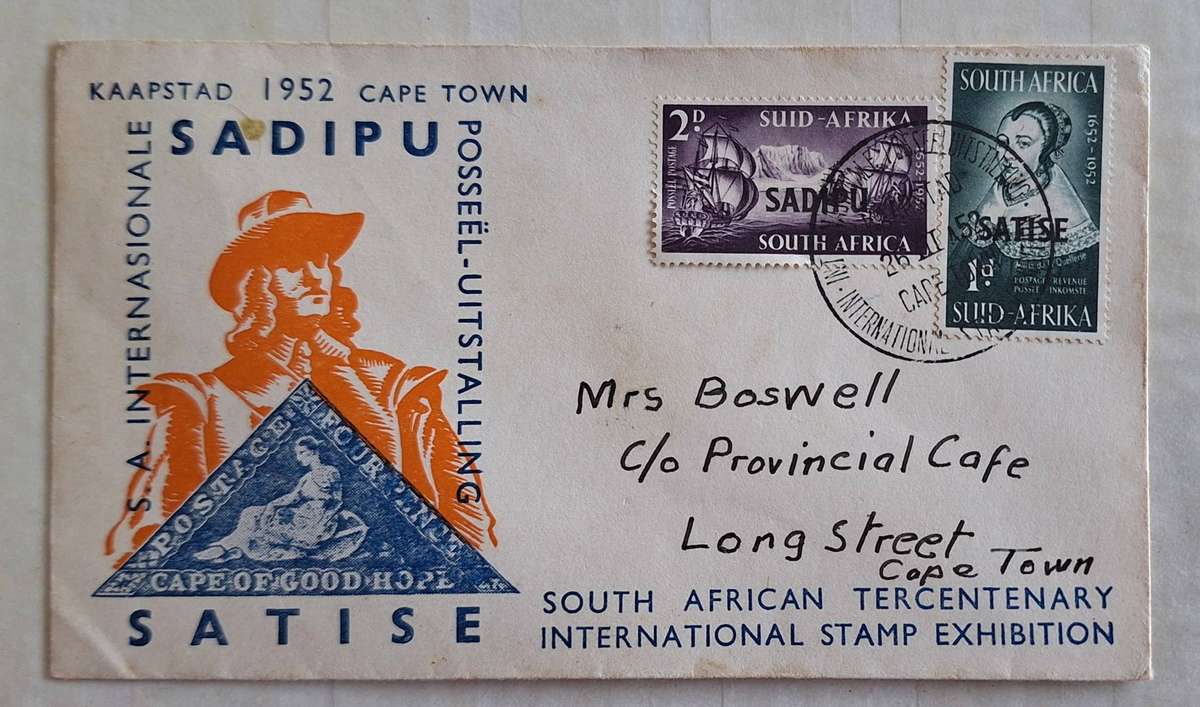 KAAPSTAD 1952 CAPE TOWN
SADIPU
S. A. INTERNASIONALE
POSSEËL-UITSTALLING
POSTAGE
FOUR PENCE
CAPE OF GOOD HOPE
SATISE
2D SUID-AFRIKA
1652-1952
SADIPU
SOUTH AFRICA
SOUTH AFRICA
1652-1952
SATISE
1d
POSTAGE REVENUE
POSSEEL INKOMSTE
SUID-AFRIKA
CAPE
INTERNATIONAL
Mrs Boswell
c/o Provincial Cafe
Long Street
Cape Town
SOUTH AFRICAN TERCENTENARY
INTERNATIONAL STAMP EXHIBITION